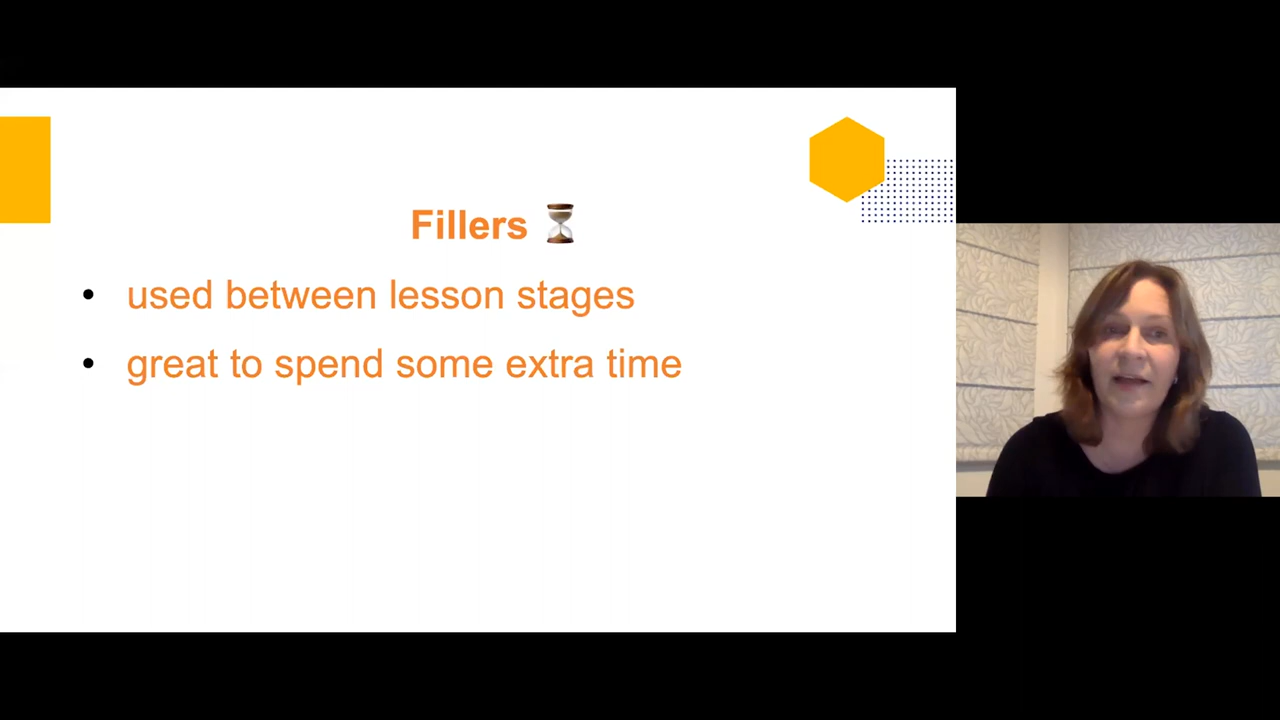 Fillers ⏳
• used between lesson stages
• great to spend some extra time